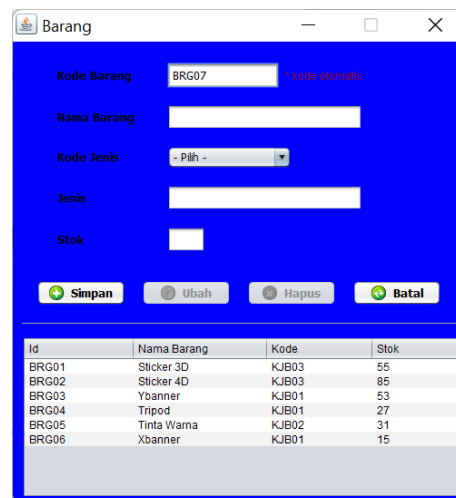 Barang
Kode Barang BRG07 * kode otomatis
Nama Barang
Kode Jenis - Pilih -
Jenis
Stok
Simpan Ubah Hapus Batal
Id Nama Barang Kode Stok
BRG01 Sticker 3D KJB03 55
BRG02 Sticker 4D KJB03 85
BRG03 Ybanner KJB01 53
BRG04 Tripod KJB01 27
BRG05 Tinta Warna KJB02 31
BRG06 Xbanner KJB01 15